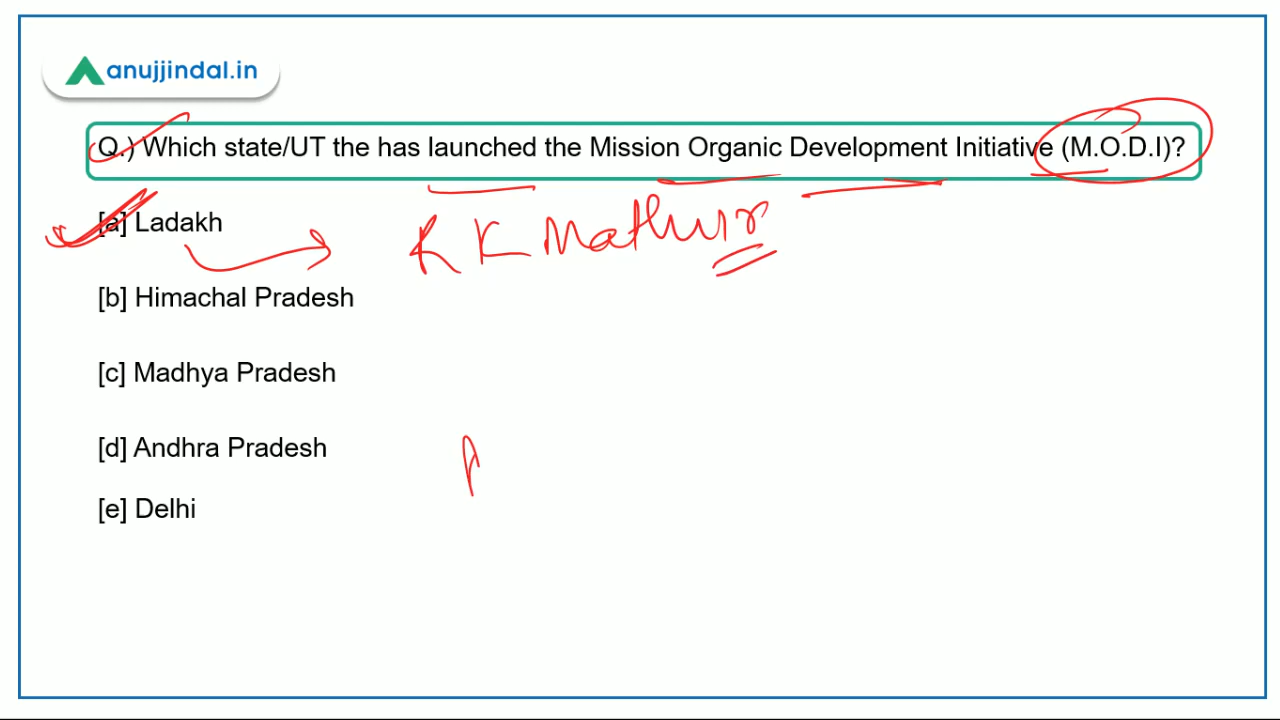 anujjindal.in
Q.) Which state/UT the has launched the Mission Organic Development Initiative (M.O.D.I)?
[a] Ladakh
R K Mathur
[b] Himachal Pradesh
[c] Madhya Pradesh
[d] Andhra Pradesh
[e] Delhi